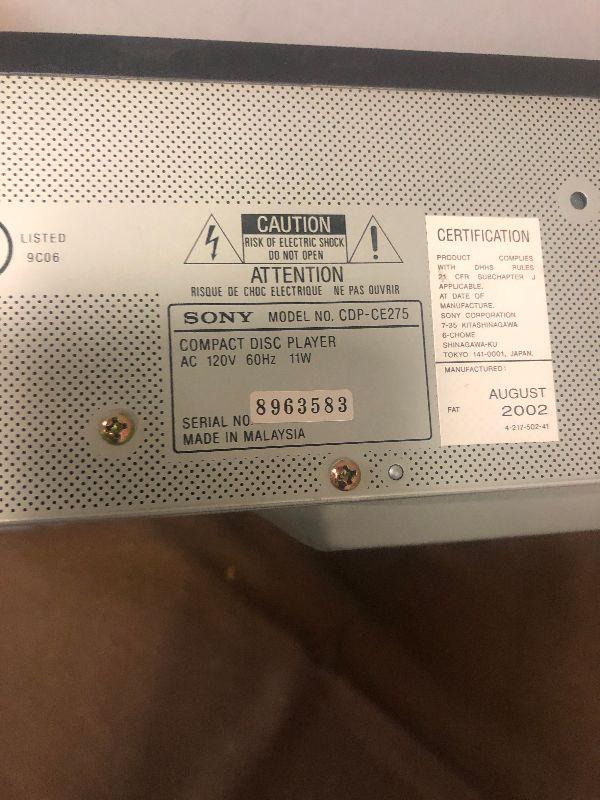 LISTED
9C06
CAUTION
RISK OF ELECTRIC SHOCK
DO NOT OPEN
ATTENTION
RISQUE DE CHOC ELECTRIQUE NE PAS OUVRIR
SONY MODEL NO. CDP-CE275
COMPACT DISC PLAYER
AC 120V 60Hz 11W
SERIAL NO. 8963583
MADE IN MALAYSIA
CERTIFICATION
PRODUCT COMPLIES
WITH DHHS RULES
21 CFR SUBCHAPTER J
APPLICABLE.
AT DATE OF
MANUFACTURE.
SONY CORPORATION
7-35 KITASHINAGAWA
6-CHOME
SHINAGAWA-KU
TOKYO 141-0001, JAPAN.
MANUFACTURED:
AUGUST
FAT 2002
4-217-502-41